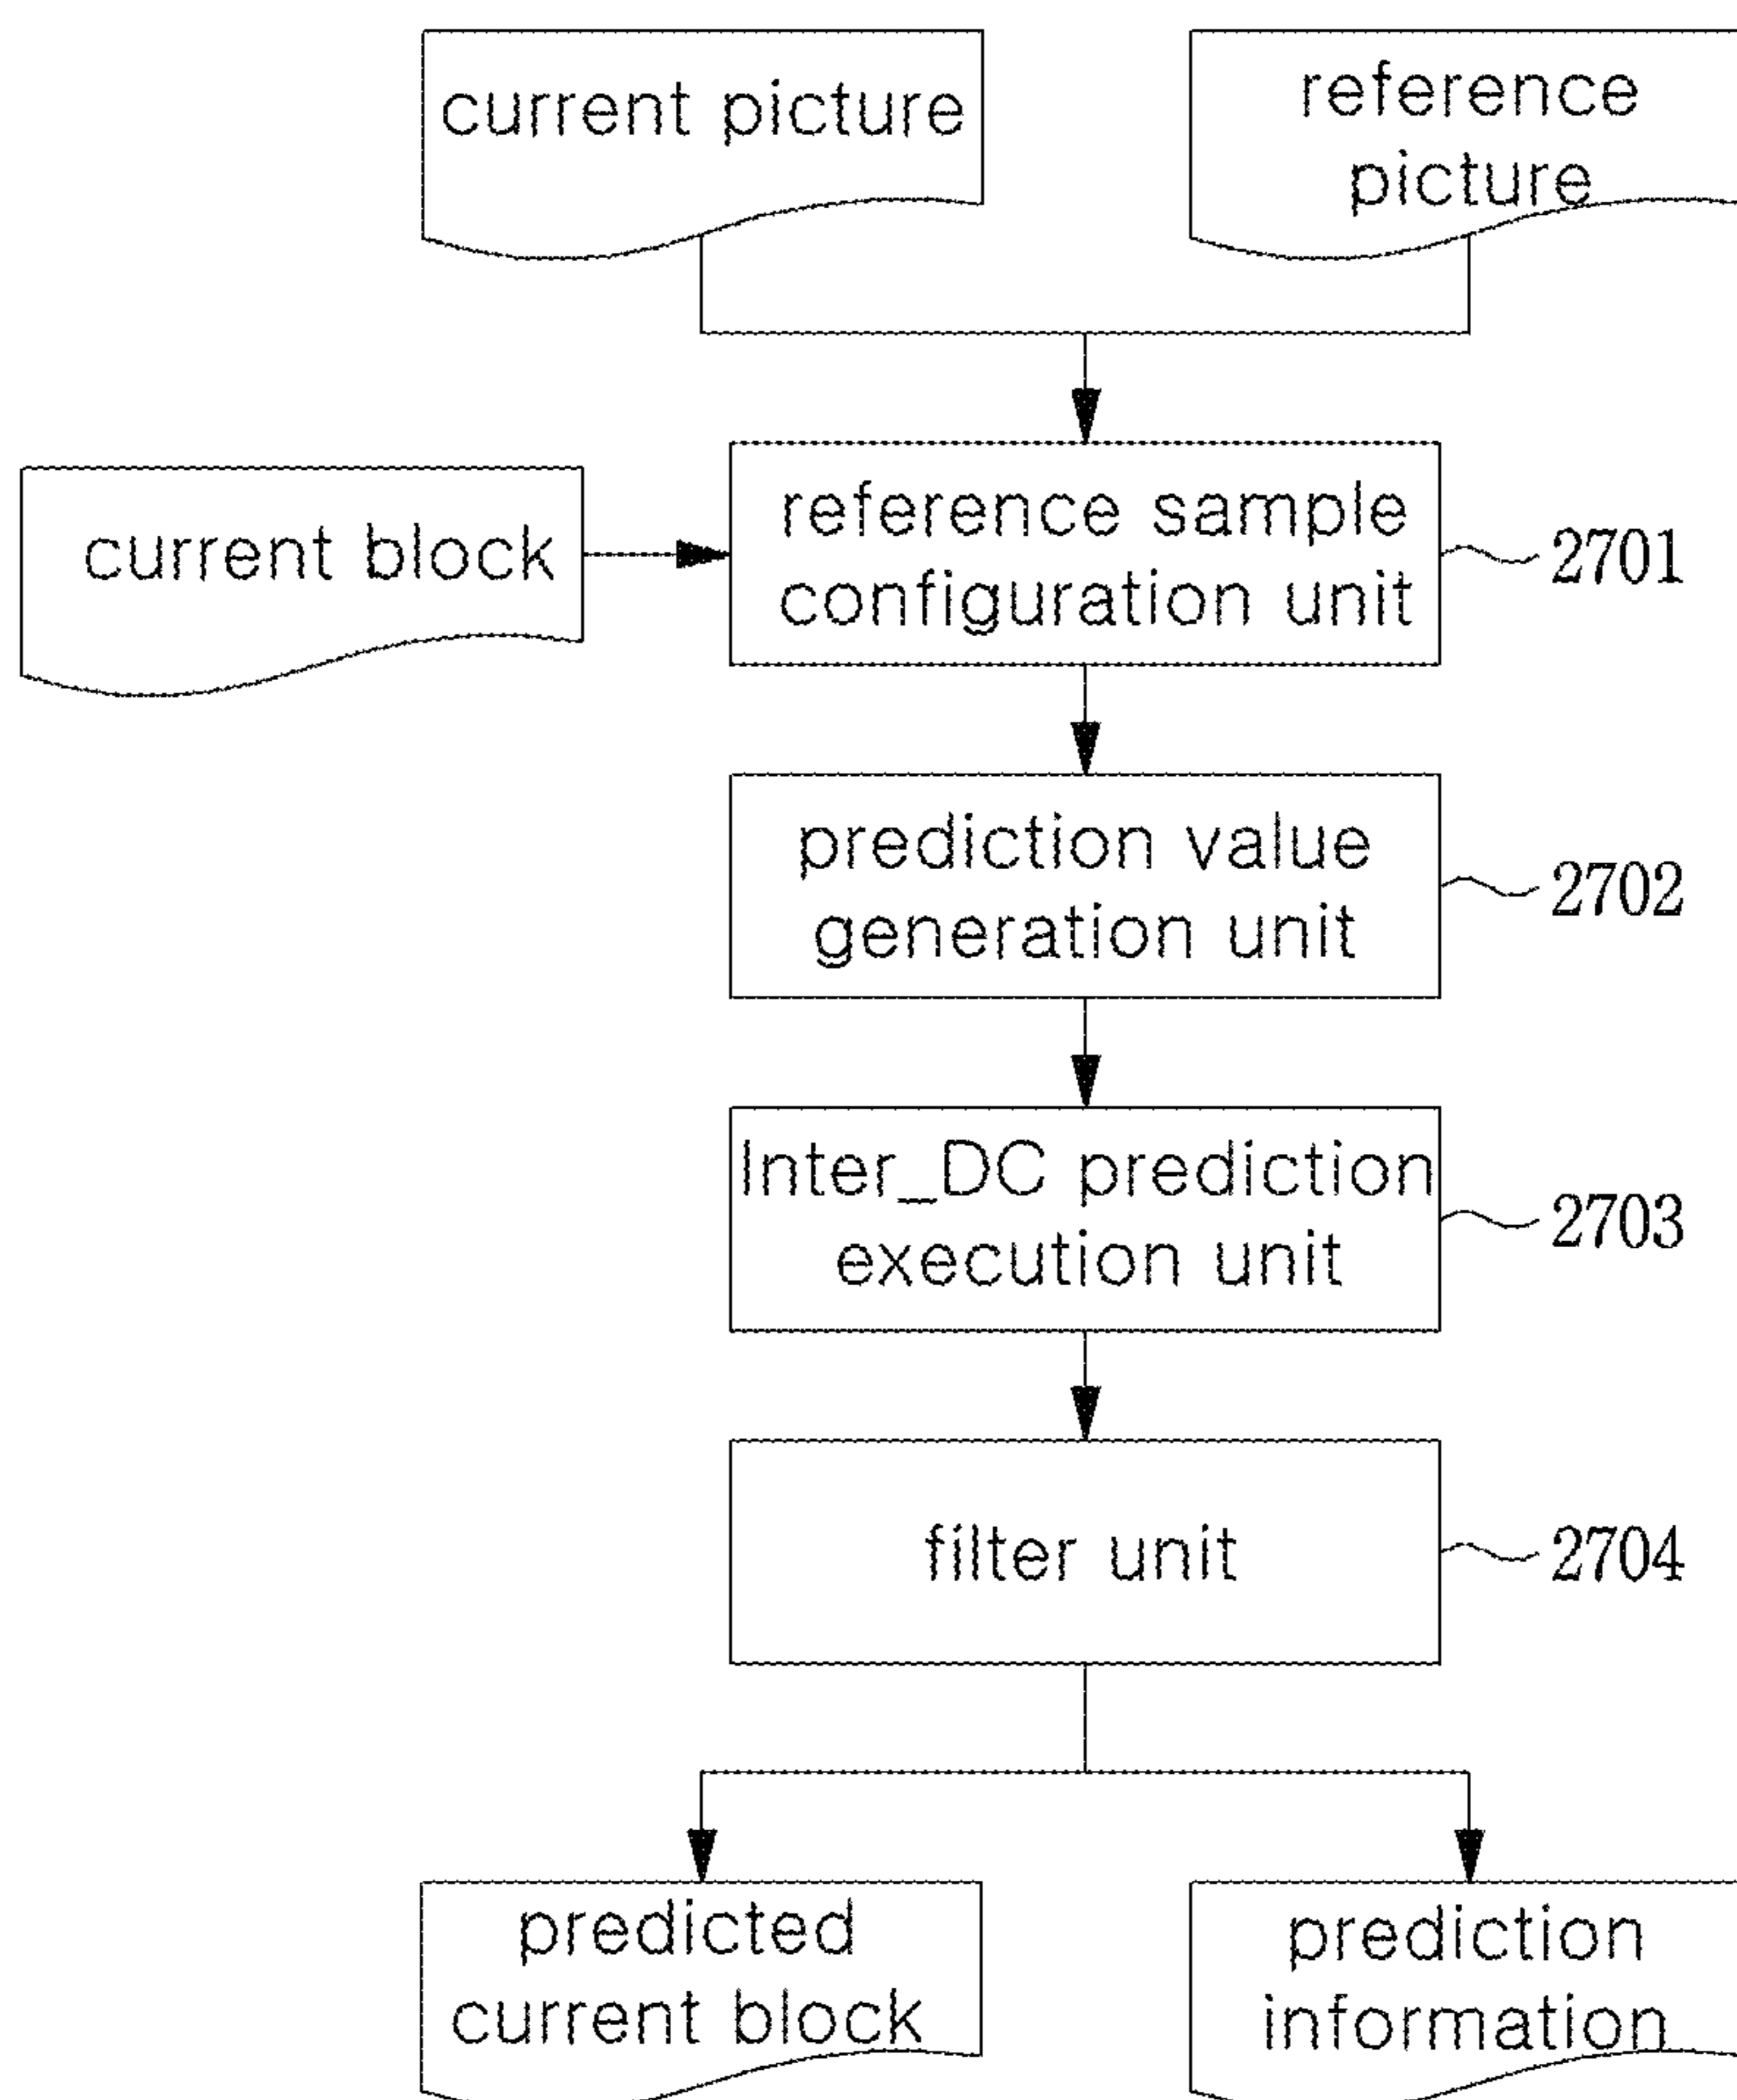 current picture
reference
picture
current block
reference sample
configuration unit
2701
prediction value
generation unit
2702
Inter_DC prediction
execution unit
2703
filter unit
2704
predicted
current block
prediction
information